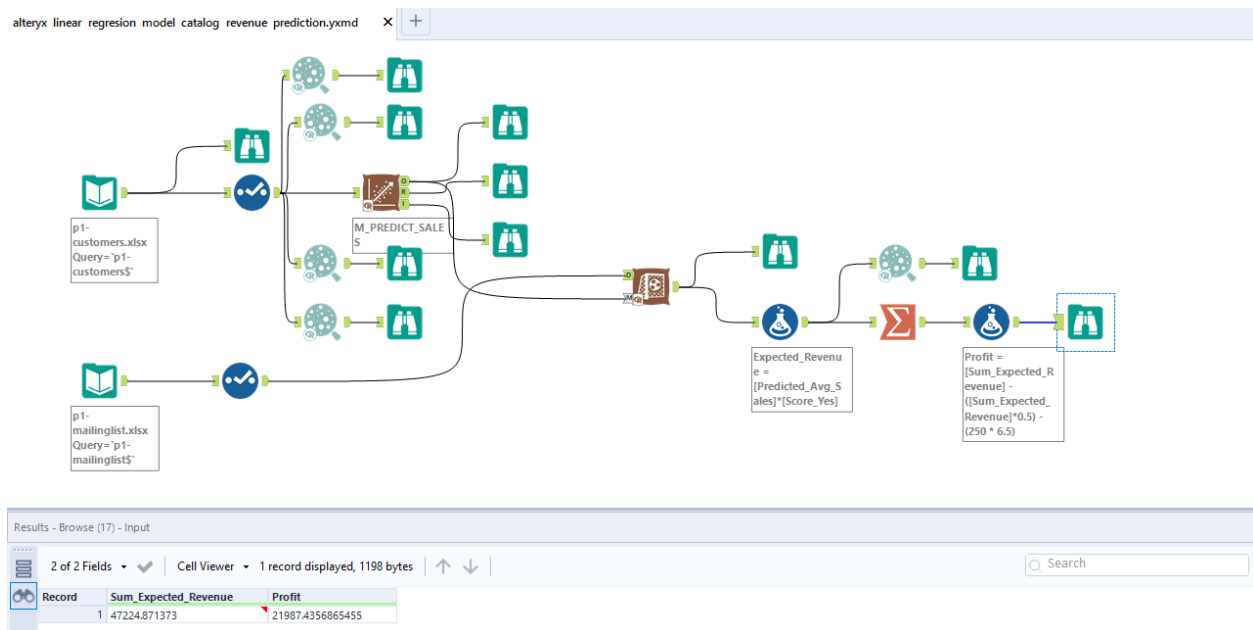 alteryx linear regresion model catalog revenue prediction.yxmd
p1-
customers.xlsx
Query=`p1-
customers$`
M_PREDICT_SALE
S
O
R
I
D
M
p1-
mailinglist.xlsx
Query=`p1-
mailinglist$`
Expected_Revenu
e =
[Predicted_Avg_S
ales]*[Score_Yes]
Profit =
[Sum_Expected_R
evenue] -
([Sum_Expected_
Revenue]*0.5) -
(250 * 6.5)
Results - Browse (17) - Input
2 of 2 Fields Cell Viewer 1 record displayed, 1198 bytes Search
Record Sum_Expected_Revenue Profit
1 47224.871373 21987.4356865455